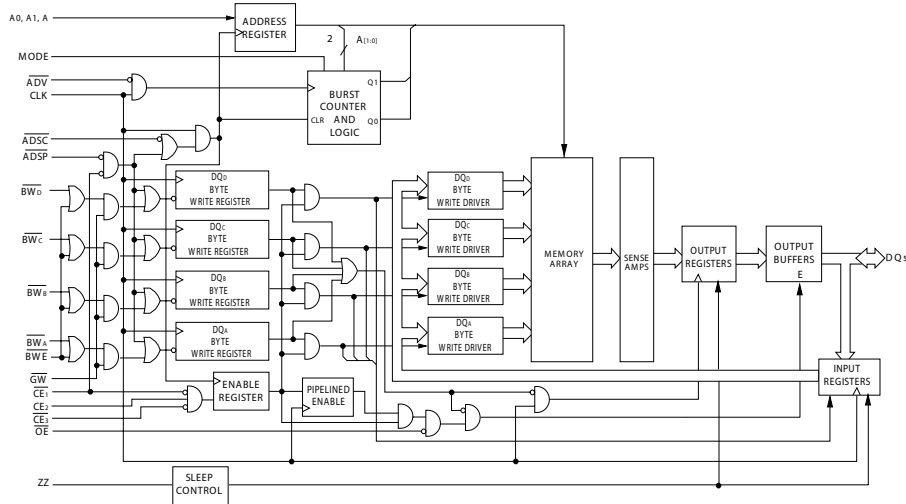 A0, A1, A
ADDRESS
REGISTER
2
A[1:0]
MODE
ADV
CLK
Q1
BURST
COUNTER
AND
LOGIC
CLR
Q0
ADSC
ADSP
BWD
DQD
BYTE
WRITE REGISTER
DQD
BYTE
WRITE DRIVER
BWC
DQC
BYTE
WRITE REGISTER
DQC
BYTE
WRITE DRIVER
MEMORY
ARRAY
SENSE
AMPS
OUTPUT
REGISTERS
OUTPUT
BUFFERS
E
DQs
BWB
DQB
BYTE
WRITE REGISTER
DQB
BYTE
WRITE DRIVER
BWA
BWE
DQA
BYTE
WRITE REGISTER
DQA
BYTE
WRITE DRIVER
GW
CE1
CE2
CE3
OE
ENABLE
REGISTER
PIPELINED
ENABLE
INPUT
REGISTERS
ZZ
SLEEP
CONTROL